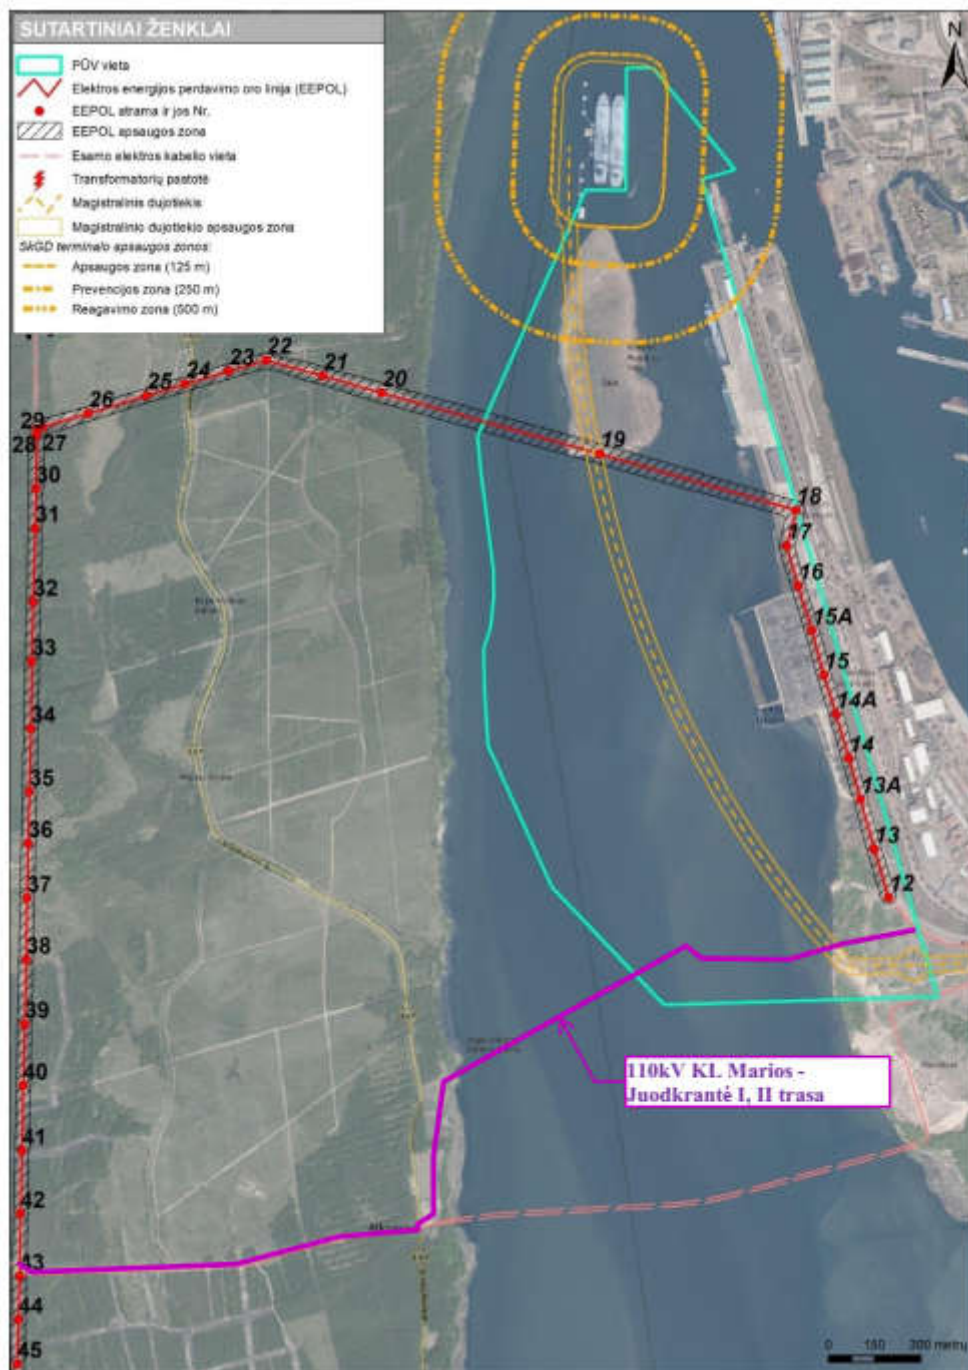 SUTARTINIAI ŽENKLAI
PŪV vieta
Elektros energijos perdavimo oro linija (EEPOL)
EEPOL atrama ir jos Nr.
EEPOL apsaugos zona
Esamo elektros kabelio vieta
Transformatorių pastotė
Magistralinis dujotiekis
Magistralinio dujotiekio apsaugos zona
SkGD terminalo apsaugos zonos:
Apsaugos zona (125 m)
Prevencijos zona (250 m)
Reagavimo zona (500 m)
N
22
23
21
24
20
25
26
29
19
28
27
30
18
31
17
16
32
15A
33
15
34
14A
14
35
13A
36
13
37
12
38
39
110kV KL Marios -
Juodkrantė I, II trasa
40
41
42
43
44
45
0 150 300 metrų